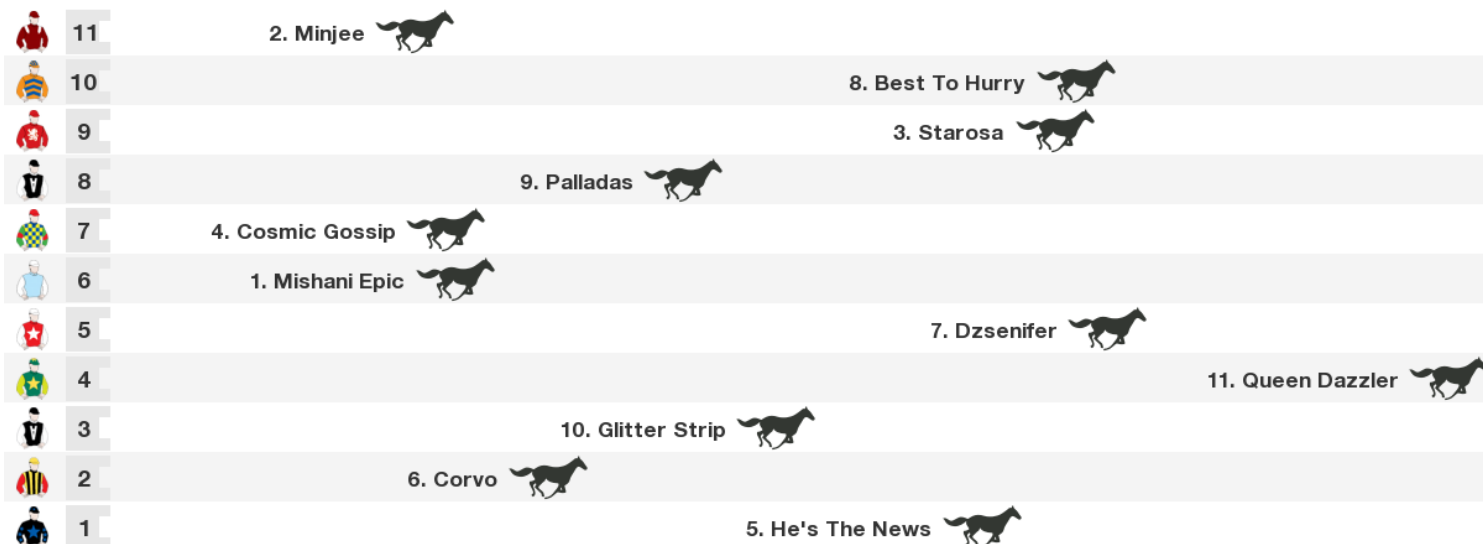 11 2. Minjee
10 8. Best To Hurry
9 3. Starosa
8 9. Palladas
7 4. Cosmic Gossip
6 1. Mishani Epic
5 7. Dzsenifer
4 11. Queen Dazzler
3 10. Glitter Strip
2 6. Corvo
1 5. He's The News